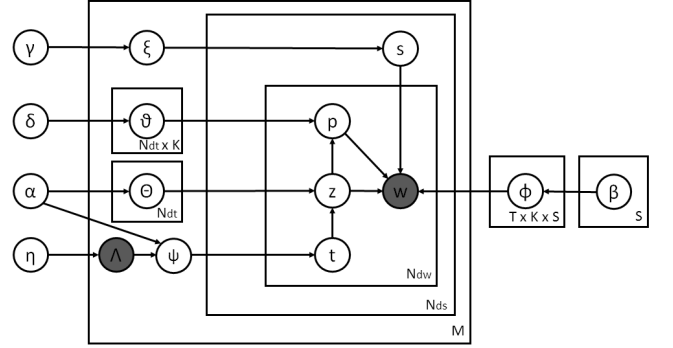 γ ξ s
δ ϑ p
Ndt x K
α Θ z w ϕ β
Ndt T x K x S S
η Λ ψ t
Ndw
Nds
M